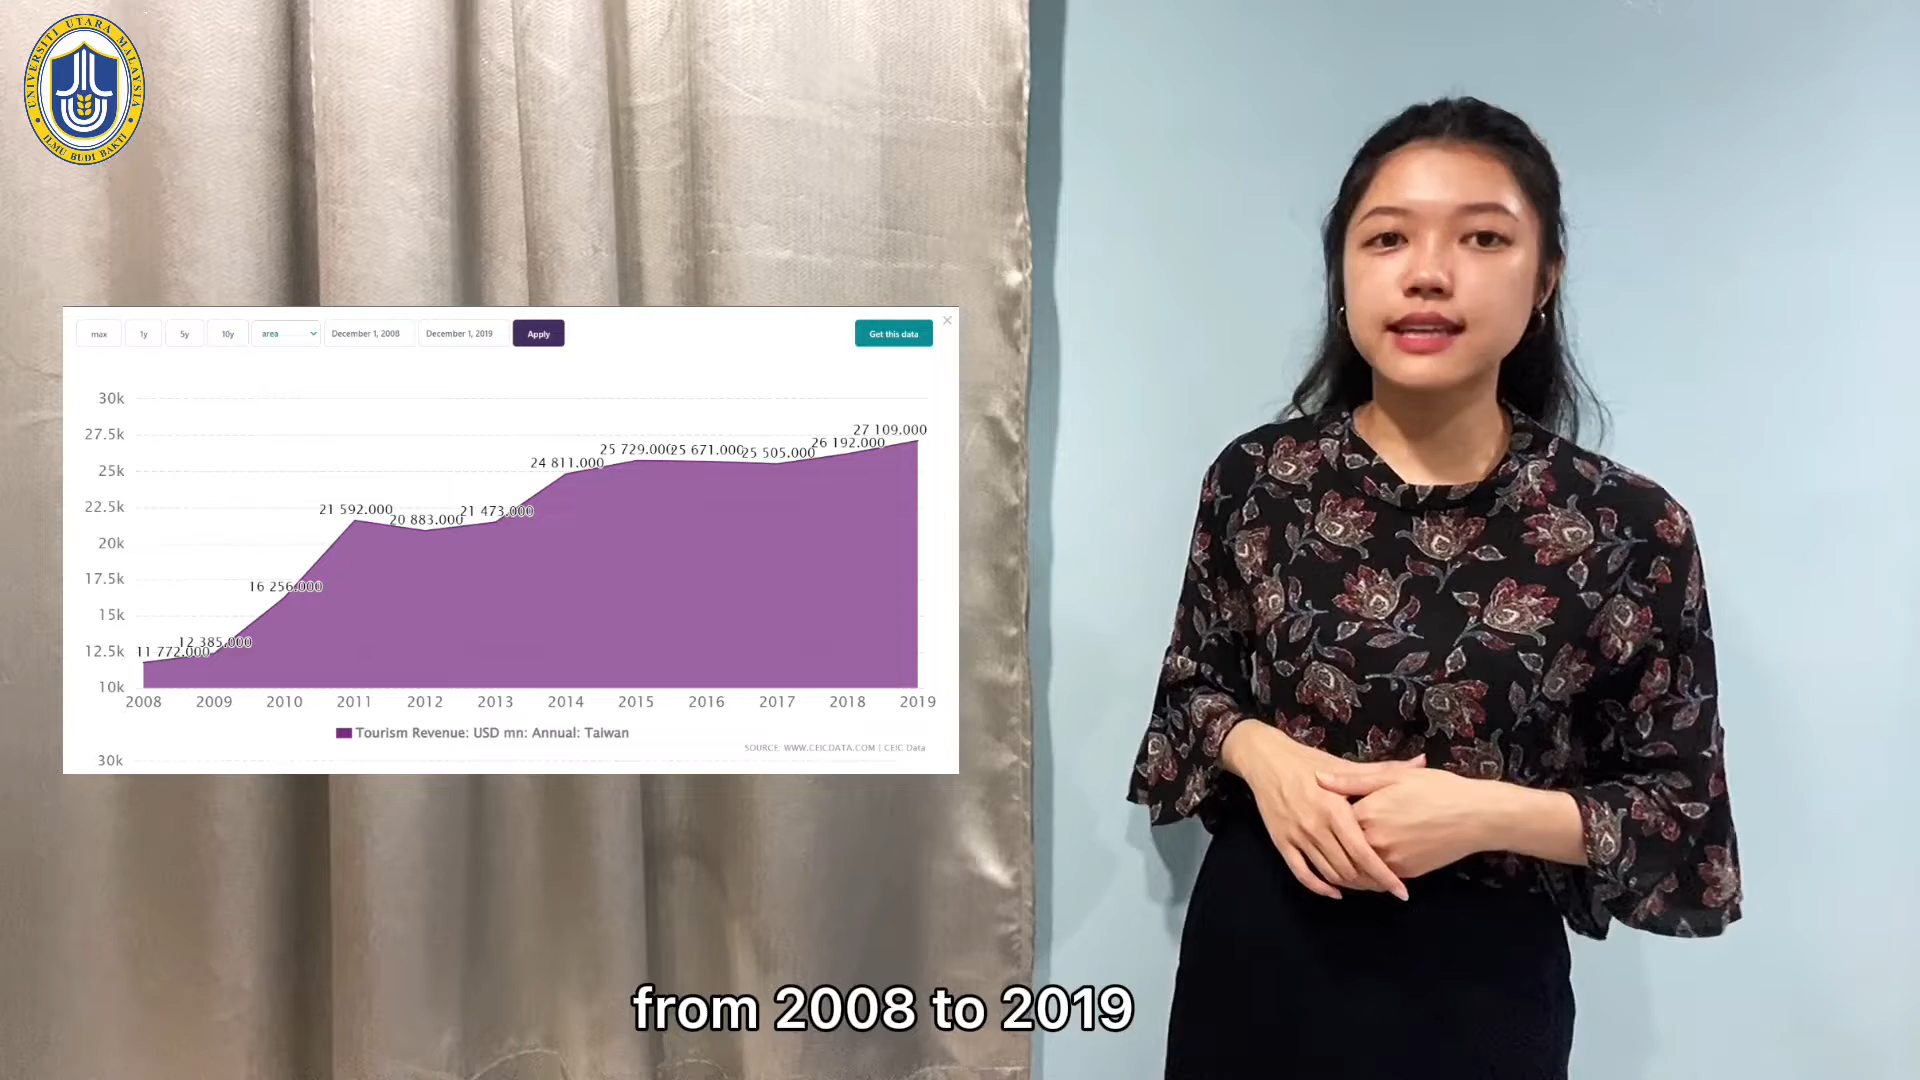 UNIVERSITI UTARA MALAYSIA
ILMU BUDI BAKTI
max 1y 5y 10y area December 1, 2008 December 1, 2019 Apply Get this data
30k
27.5k
25k
22.5k
20k
17.5k
15k
12.5k
10k
11 772.000 12 385.000 16 256.000 21 592.000 20 883.000 21 473.000 24 811.000 25 729.000 25 671.000 25 505.000 26 192.000 27 109.000
2008 2009 2010 2011 2012 2013 2014 2015 2016 2017 2018 2019
Tourism Revenue: USD mn: Annual: Taiwan
SOURCE: WWW.CEICDATA.COM | CEIC Data
30k
from 2008 to 2019